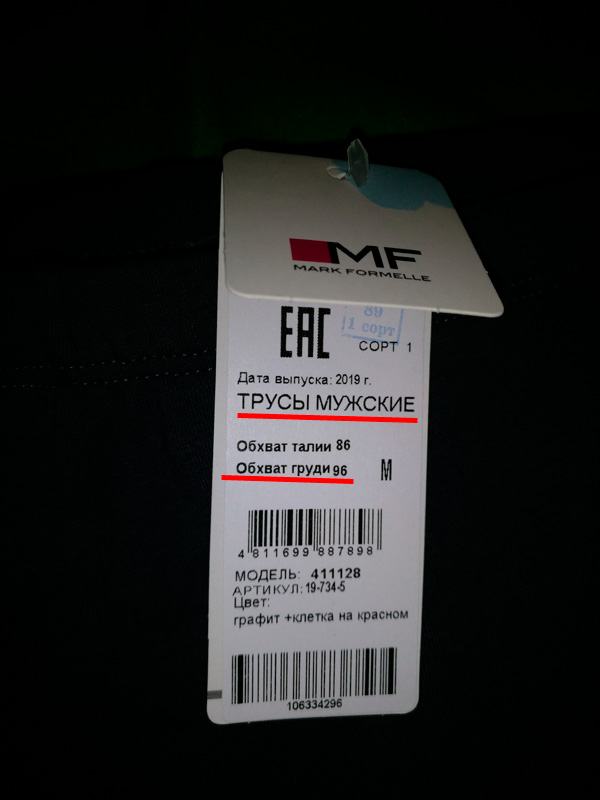 MF
MARK FORMELLE
EAC
89
1 сорт
СОРТ 1
Дата выпуска: 2019 г.
ТРУСЫ МУЖСКИЕ
Обхват талии 86
Обхват груди 96
M
4 811699 887898
МОДЕЛЬ: 411128
АРТИКУЛ: 19-734-5
Цвет:
графит +клетка на красном
106334296